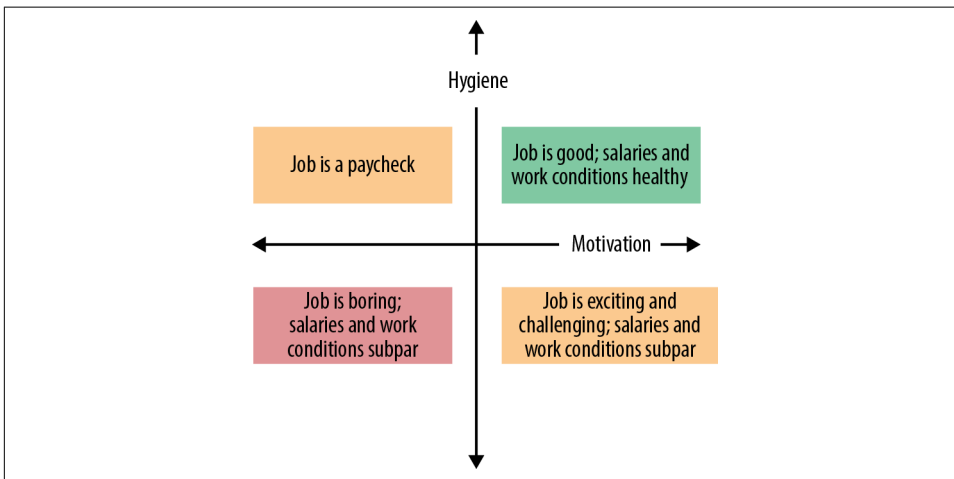 Hygiene
Job is a paycheck
Job is good; salaries and
work conditions healthy
Motivation
Job is boring;
salaries and work
conditions subpar
Job is exciting and
challenging; salaries and
work conditions subpar